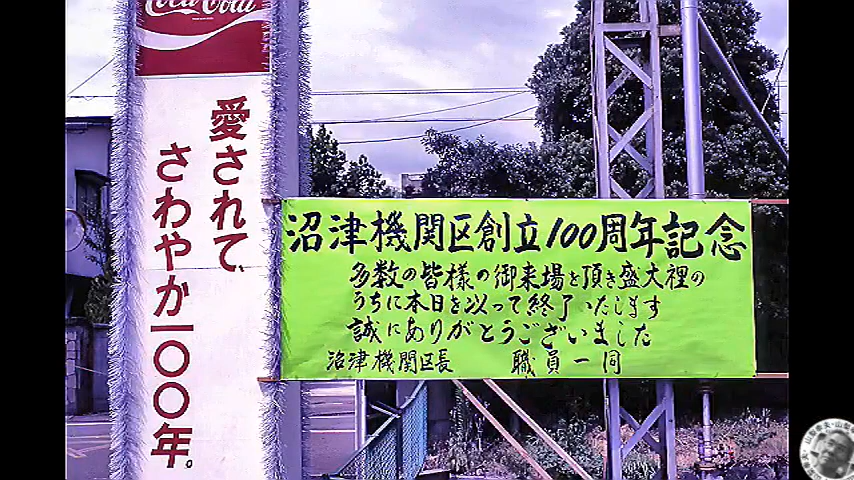 Coca-Cola
愛されて、
さわやか一〇〇年。
沼津機関区創立100周年記念
多数の皆様の御来場を頂き盛大裡の
うちに本日を以って終了いたします
誠にありがとうございました
沼津機関区長 職員一同